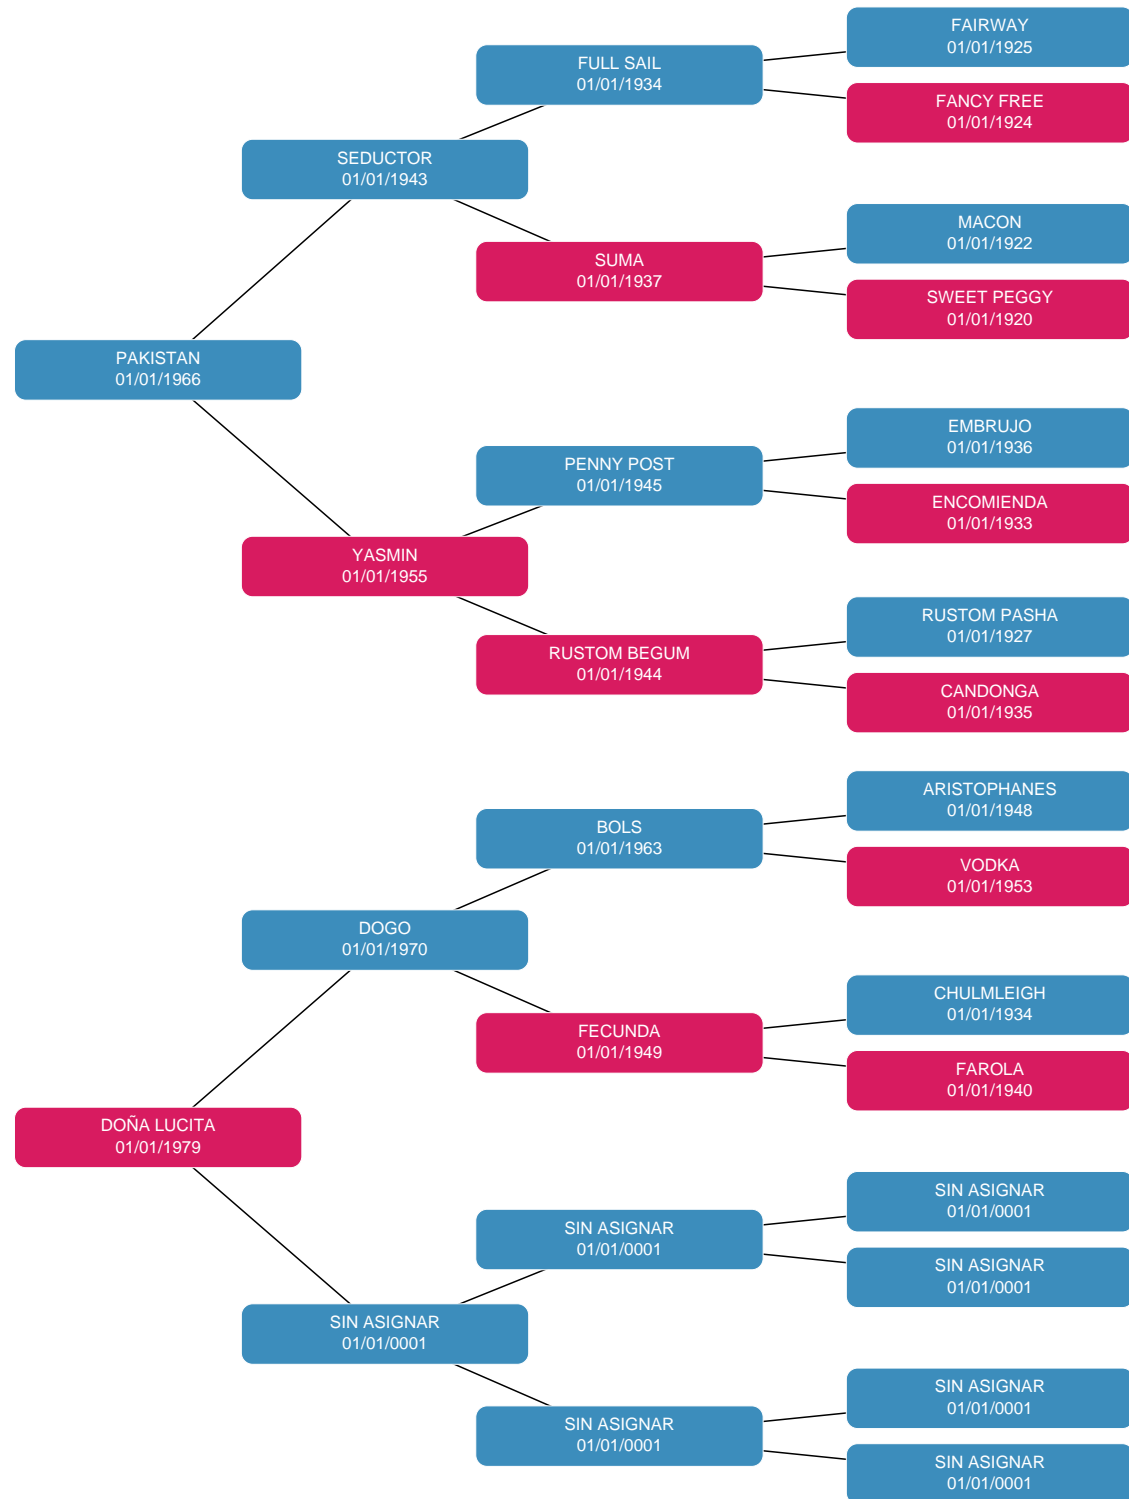 FAIRWAY
01/01/1925
FULL SAIL
01/01/1934
FANCY FREE
01/01/1924
SEDUCTOR
01/01/1943
MACON
01/01/1922
SUMA
01/01/1937
SWEET PEGGY
01/01/1920
PAKISTAN
01/01/1966
EMBRUJO
01/01/1936
PENNY POST
01/01/1945
ENCOMIENDA
01/01/1933
YASMIN
01/01/1955
RUSTOM PASHA
01/01/1927
RUSTOM BEGUM
01/01/1944
CANDONGA
01/01/1935
ARISTOPHANES
01/01/1948
BOLS
01/01/1963
VODKA
01/01/1953
DOGO
01/01/1970
CHULMLEIGH
01/01/1934
FECUNDA
01/01/1949
FAROLA
01/01/1940
DOÑA LUCITA
01/01/1979
SIN ASIGNAR
01/01/0001
SIN ASIGNAR
01/01/0001
SIN ASIGNAR
01/01/0001
SIN ASIGNAR
01/01/0001
SIN ASIGNAR
01/01/0001
SIN ASIGNAR
01/01/0001
SIN ASIGNAR
01/01/0001